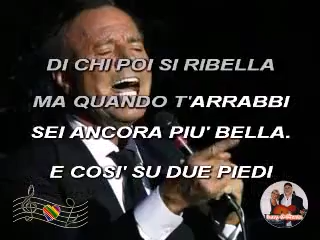 DI CHI POI SI RIBELLA
MA QUANDO T'ARRABBI
SEI ANCORA PIU' BELLA.
E COSI' SU DUE PIEDI